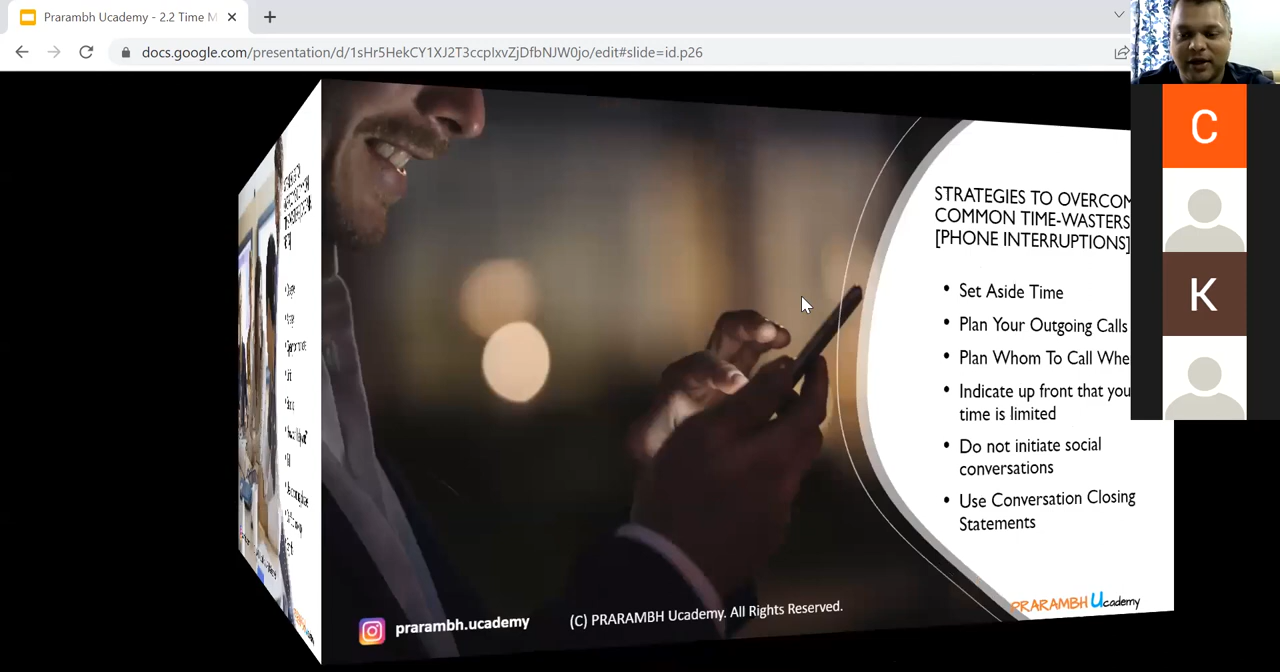 Prarambh Ucademy - 2.2 Time M
docs.google.com/presentation/d/1sHr5HekCY1XJ2T3ccpIxvZjDfbNJW0jo/edit#slide=id.p26
C
K
STRATEGIES TO OVERCOM
COMMON TIME-WASTERS
[PHONE INTERRUPTIONS]
• Set Aside Time
• Plan Your Outgoing Calls
• Plan Whom To Call Whe
• Indicate up front that you
time is limited
• Do not initiate social
conversations
• Use Conversation Closing
Statements
PRARAMBH Ucademy
prarambh.ucademy
(C) PRARAMBH Ucademy. All Rights Reserved.